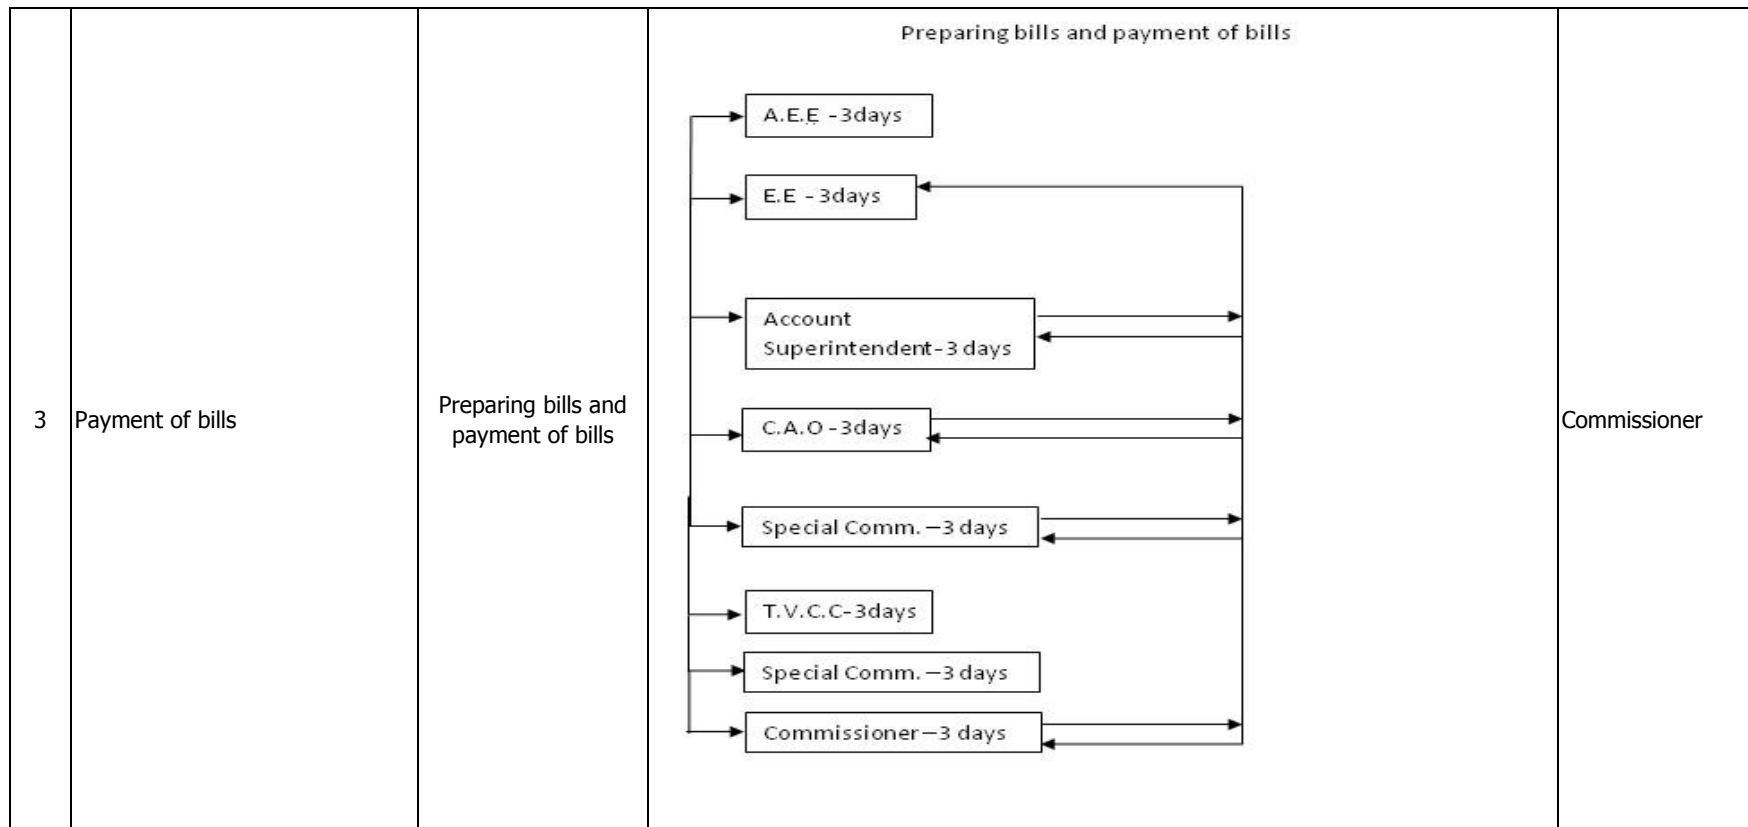 3
Payment of bills
Preparing bills and
payment of bills
Preparing bills and payment of bills
A.E.E - 3days
E.E - 3days
Account
Superintendent- 3 days
C.A.O - 3days
Special Comm. – 3 days
T.V.C.C- 3days
Special Comm. – 3 days
Commissioner – 3 days
Commissioner